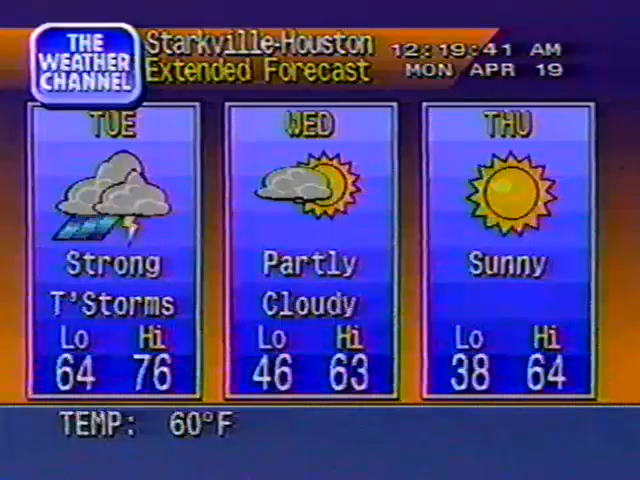 THE
WEATHER
CHANNEL
Starkville-Houston
Extended Forecast
12:19:41 AM
MON APR 19
TUE
Strong
T'Storms
Lo Hi
64 76
WED
Partly
Cloudy
Lo Hi
46 63
THU
Sunny
Lo Hi
38 64
TEMP: 60°F